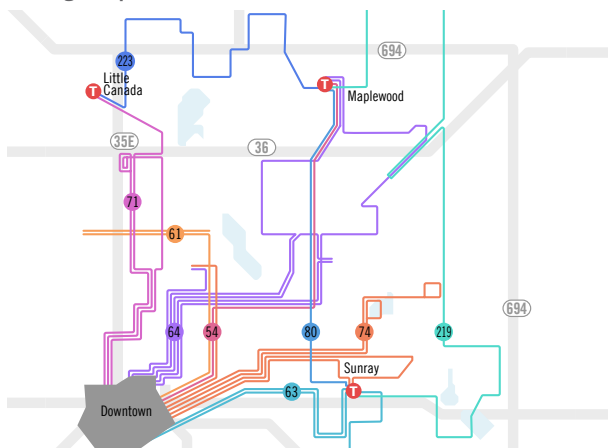 694
223
T
Little
Canada
T
Maplewood
35E
36
71
61
694
64
54
80
74
219
Sunray
T
63
Downtown